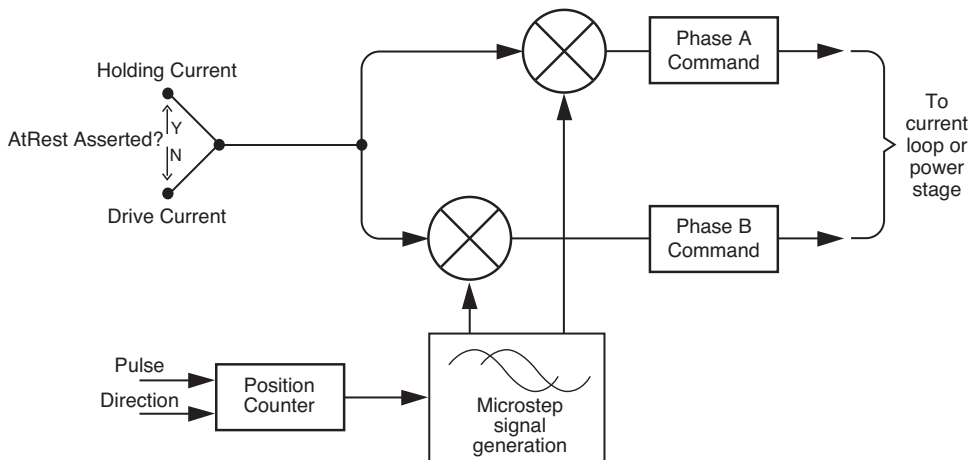 Holding Current
AtRest Asserted?
Y
N
Drive Current
Phase A
Command
Phase B
Command
To
current
loop or
power
stage
Pulse
Direction
Position
Counter
Microstep
signal
generation